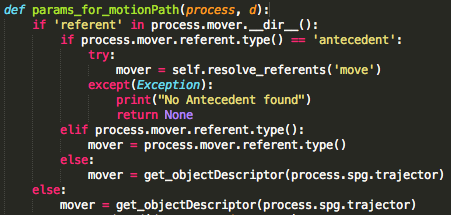 def params_for_motionPath(process, d):
    if 'referent' in process.mover.__dir__():
        if process.mover.referent.type() == 'antecedent':
            try:
                mover = self.resolve_referents('move')
            except(Exception):
                print("No Antecedent found")
                return None
        elif process.mover.referent.type():
            mover = process.mover.referent.type()
        else:
            mover = get_objectDescriptor(process.spg.trajector)
    else:
        mover = get_objectDescriptor(process.spg.trajector)